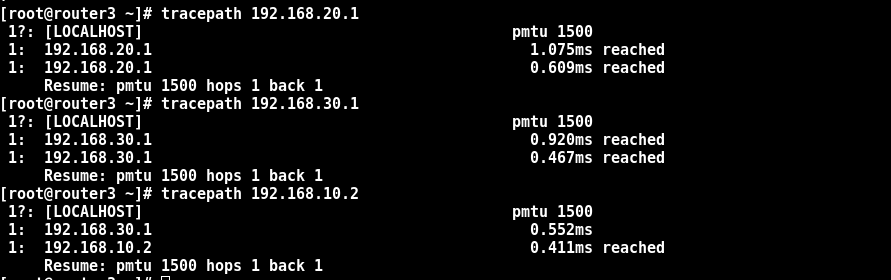 [root@router3 ~]# tracepath 192.168.20.1
1?: [LOCALHOST] pmtu 1500
1: 192.168.20.1 1.075ms reached
1: 192.168.20.1 0.609ms reached
Resume: pmtu 1500 hops 1 back 1
[root@router3 ~]# tracepath 192.168.30.1
1?: [LOCALHOST] pmtu 1500
1: 192.168.30.1 0.920ms reached
1: 192.168.30.1 0.467ms reached
Resume: pmtu 1500 hops 1 back 1
[root@router3 ~]# tracepath 192.168.10.2
1?: [LOCALHOST] pmtu 1500
1: 192.168.30.1 0.552ms
1: 192.168.10.2 0.411ms reached
Resume: pmtu 1500 hops 1 back 1